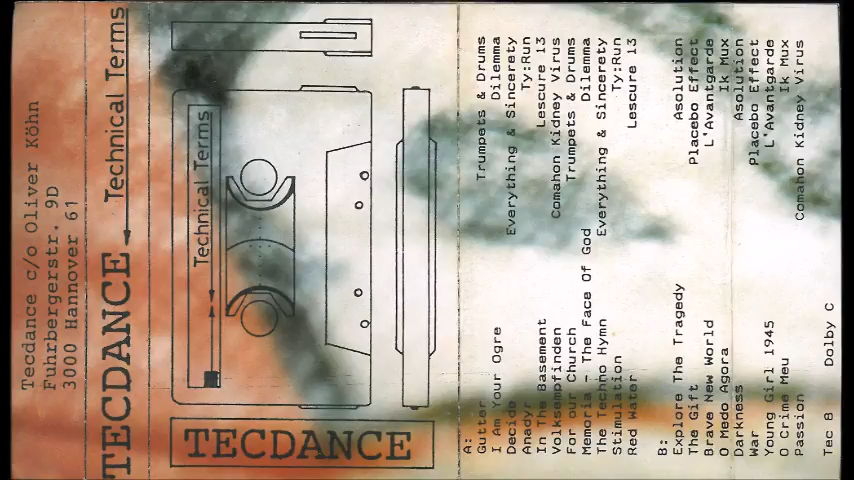 Tecdance c/o Oliver Köhn
Fuhrbergerstr. 9D
3000 Hannover 61
TECDANCE Technical Terms
Technical Terms
TECDANCE
A:
Gutter Trumpets & Drums
I Am Your Ogre Dilemma
Decide Everything & Sincerety
Anadyr Ty:Run
In The Basement Lescure 13
Volksempfinden Comahon Kidney Virus
For our Church Trumpets & Drums
Memoria - The Face Of God Dilemma
The Techno Hymn Everything & Sincerety
Stimulation Ty:Run
Red Water Lescure 13
B:
Explore The Tragedy Asolution
The Gift Placebo Effect
Brave New World L'Avantgarde
O Medo Agora Ik Mux
Darkness Asolution
War Placebo Effect
Young Girl 1945 L'Avantgarde
O Crime Meu Ik Mux
Passion Comahon Kidney Virus
Tec 8 Dolby C